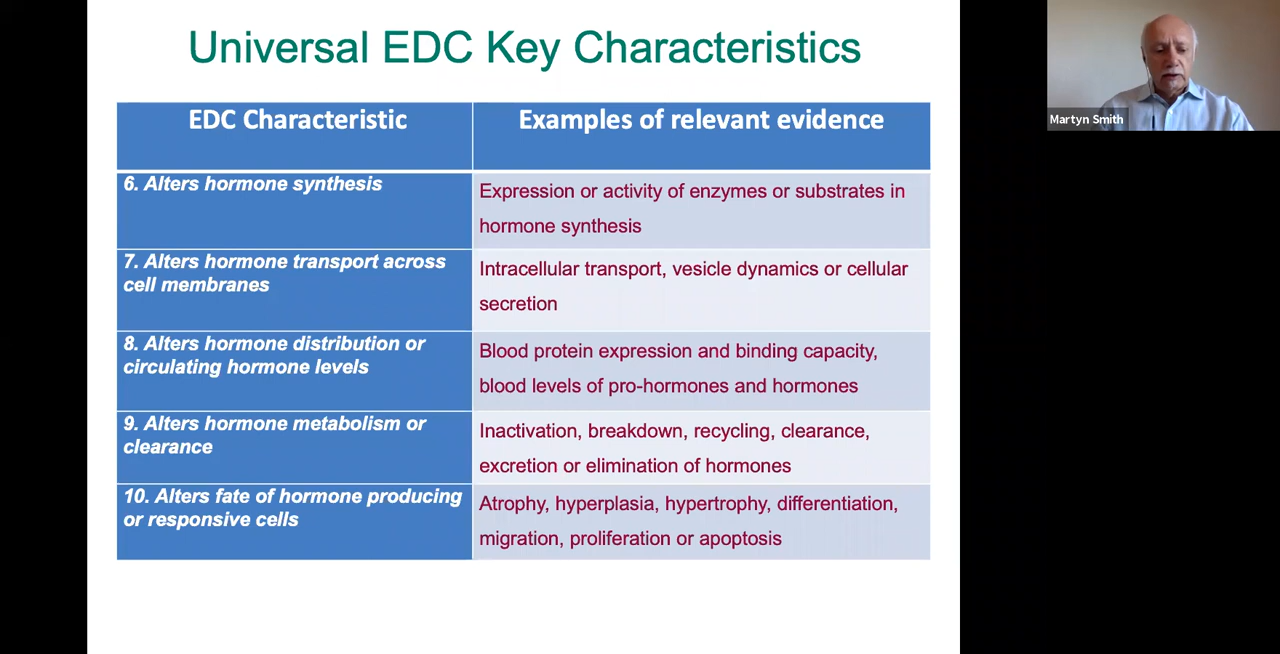 Universal EDC Key Characteristics
EDC Characteristic
Examples of relevant evidence
6. Alters hormone synthesis
Expression or activity of enzymes or substrates in
hormone synthesis
7. Alters hormone transport across
cell membranes
Intracellular transport, vesicle dynamics or cellular
secretion
8. Alters hormone distribution or
circulating hormone levels
Blood protein expression and binding capacity,
blood levels of pro-hormones and hormones
9. Alters hormone metabolism or
clearance
Inactivation, breakdown, recycling, clearance,
excretion or elimination of hormones
10. Alters fate of hormone producing
or responsive cells
Atrophy, hyperplasia, hypertrophy, differentiation,
migration, proliferation or apoptosis
Martyn Smith